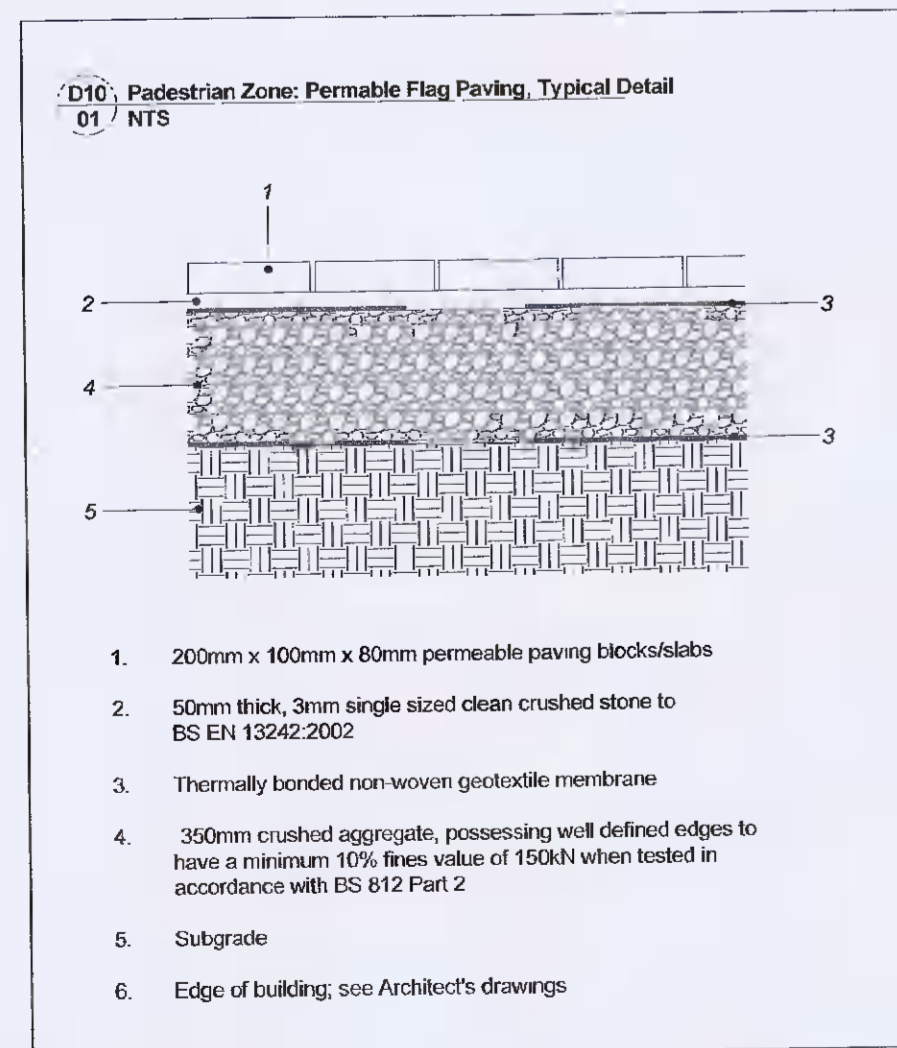 D10 Padestrian Zone: Permable Flag Paving, Typical Detail
01 NTS
1
2
3
4
3
5
1. 200mm x 100mm x 80mm permeable paving blocks/slabs
2. 50mm thick, 3mm single sized clean crushed stone to
BS EN 13242:2002
3. Thermally bonded non-woven geotextile membrane
4. 350mm crushed aggregate, possessing well defined edges to
have a minimum 10% fines value of 150kN when tested in
accordance with BS 812 Part 2
5. Subgrade
6. Edge of building; see Architect's drawings